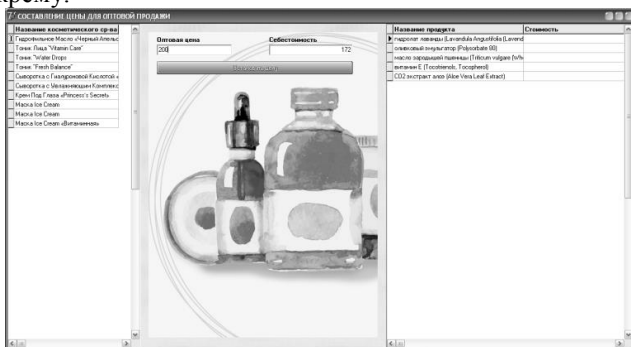 крему.
СОСТАВЛЕНИЕ ЦЕНЫ ДЛЯ ОПТОВОЙ ПРОДАЖИ
Название косметического ср-ва
Гидрофильное Масло «Черный Апельс
Тоник Лица "Vitamin Care"
Тоник "Water Drops
Тоник "Fresh Balance"
Сыворотка с Гиалуроновой Кислотой «
Сыворотка с Увлажняющим Комплекс
Крем Под Глаза «Princess's Secret»
Маска Ice Cream
Маска Ice Cream
Маска Ice Cream «Витаминная»
Оптовая цена
Себестоимость
200
172
Название продукта
Стоимость
гидролат лаванды (Lavandula Angustifolia (Lavend
оливковый эмульгатор (Polysorbate 80)
масло зародышей пшеницы (Triticum vulgare (Whe
витамин Е (Tocotrienols, Tocopherol)
СО2 экстракт алоэ (Aloe Vera Leaf Extract)